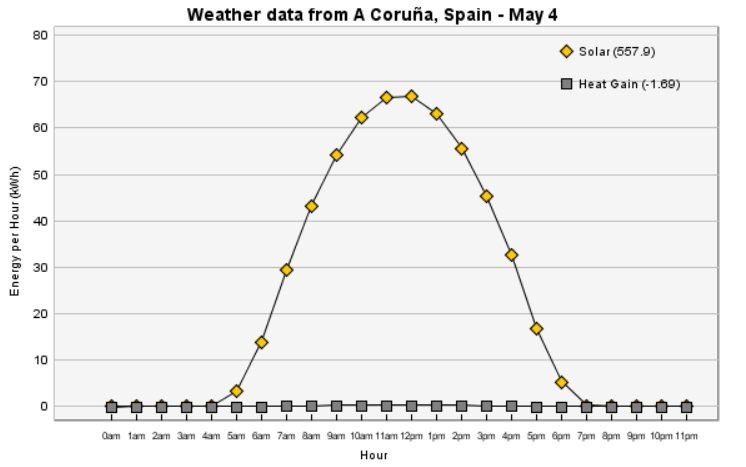 Weather data from A Coruña, Spain - May 4
Solar (557.9)
Heat Gain (-1.69)
Energy per Hour (kWh)
80
70
60
50
40
30
20
10
0
0am 1am 2am 3am 4am 5am 6am 7am 8am 9am 10am 11am 12pm 1pm 2pm 3pm 4pm 5pm 6pm 7pm 8pm 9pm 10pm 11pm
Hour